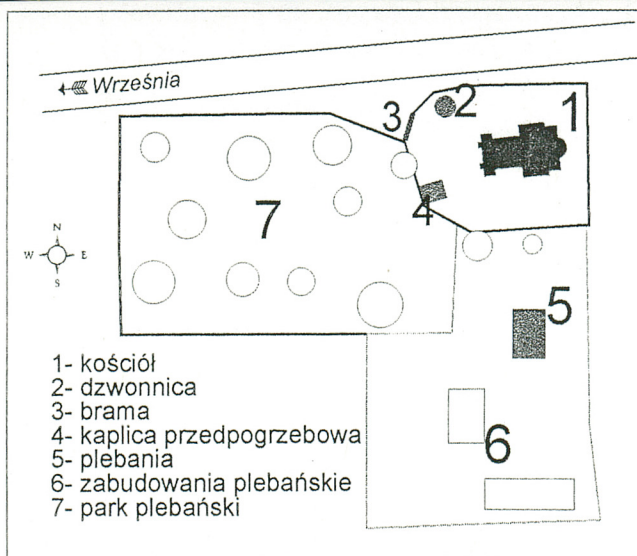 Września
1
2
3
4
7
N
W E
S
5
6
1- kościół
2- dzwonnica
3- brama
4- kaplica przedpogrzebowa
5- plebania
6- zabudowania plebańskie
7- park plebański